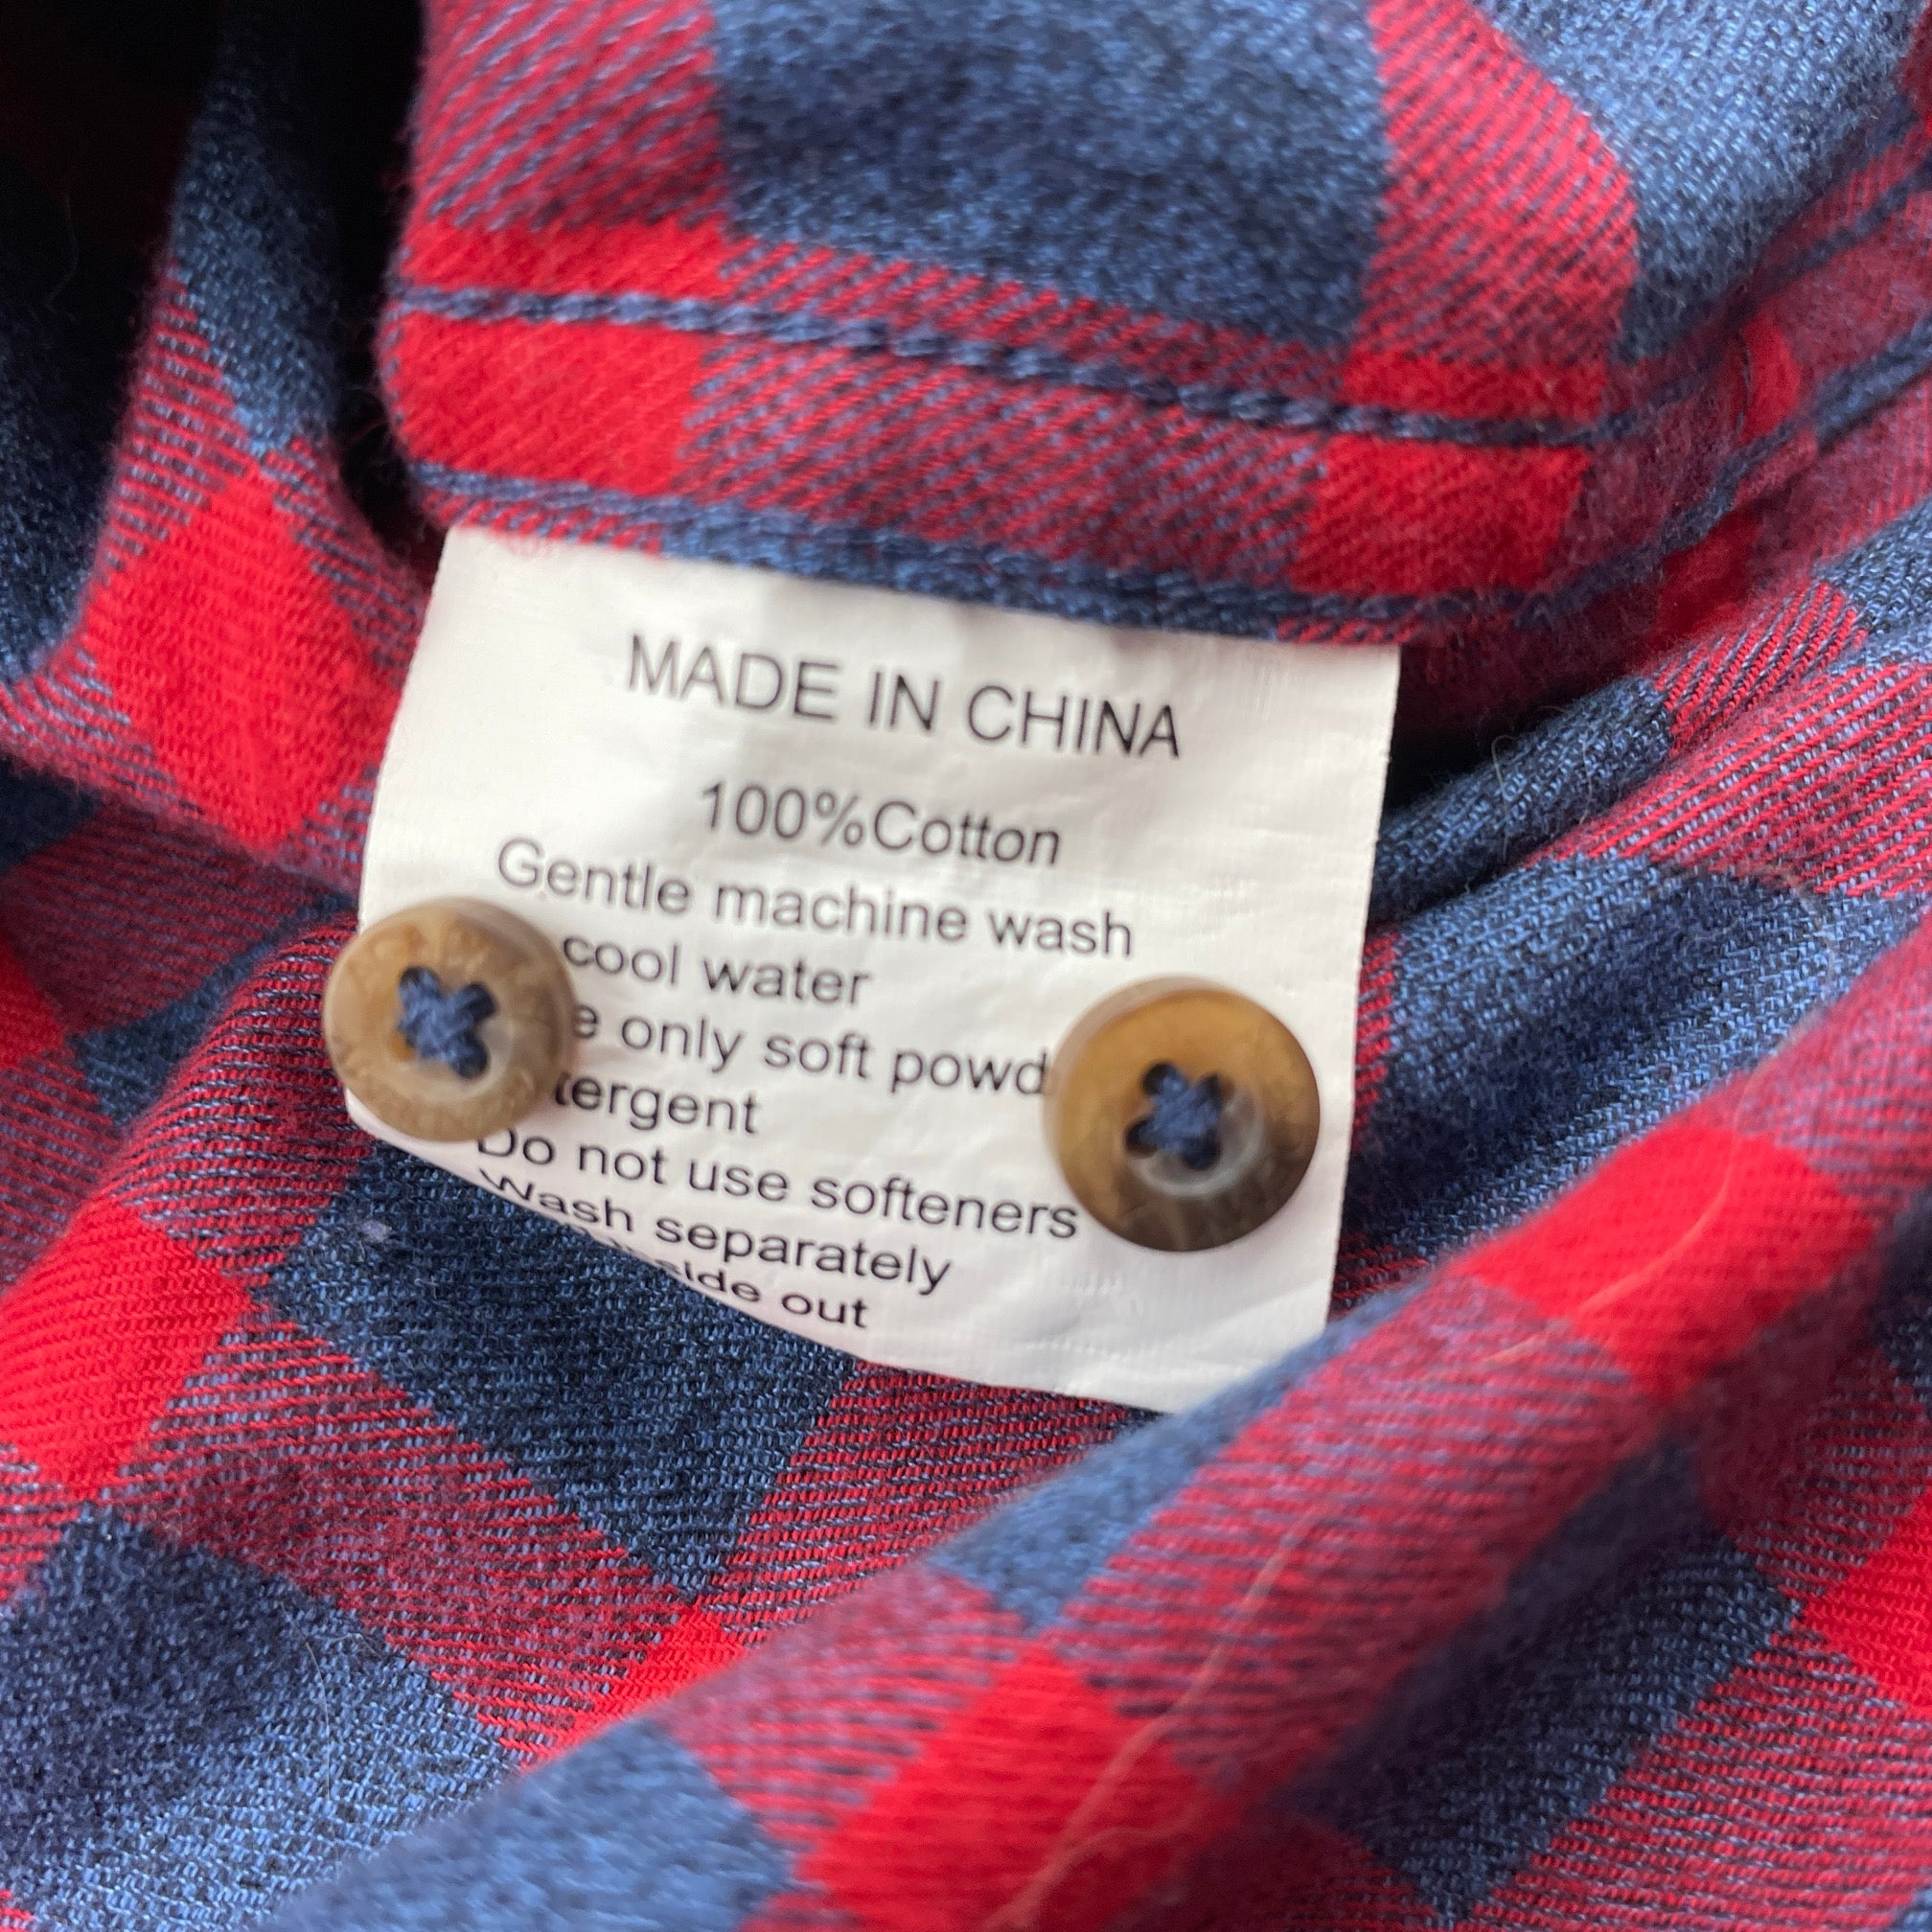 MADE IN CHINA
100%Cotton
Gentle machine wash
cool water
only soft
Do not use softeners
Wash separately
out